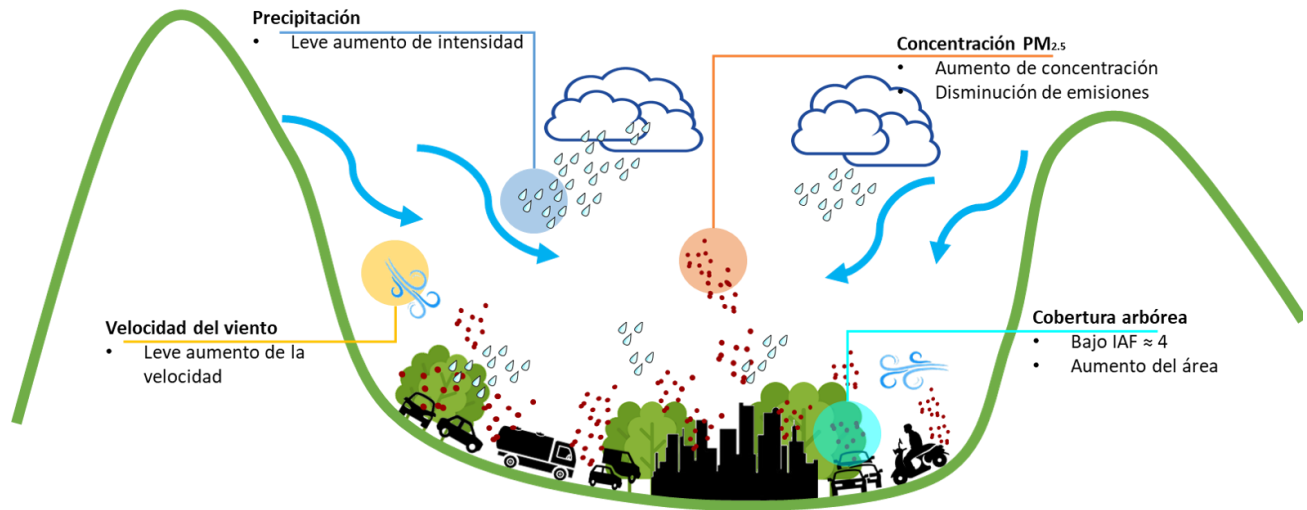 Precipitación
• Leve aumento de intensidad
Concentración PM₂.₅
• Aumento de concentración
• Disminución de emisiones
Velocidad del viento
• Leve aumento de la
velocidad
Cobertura arbórea
• Bajo IAF ≈ 4
• Aumento del área